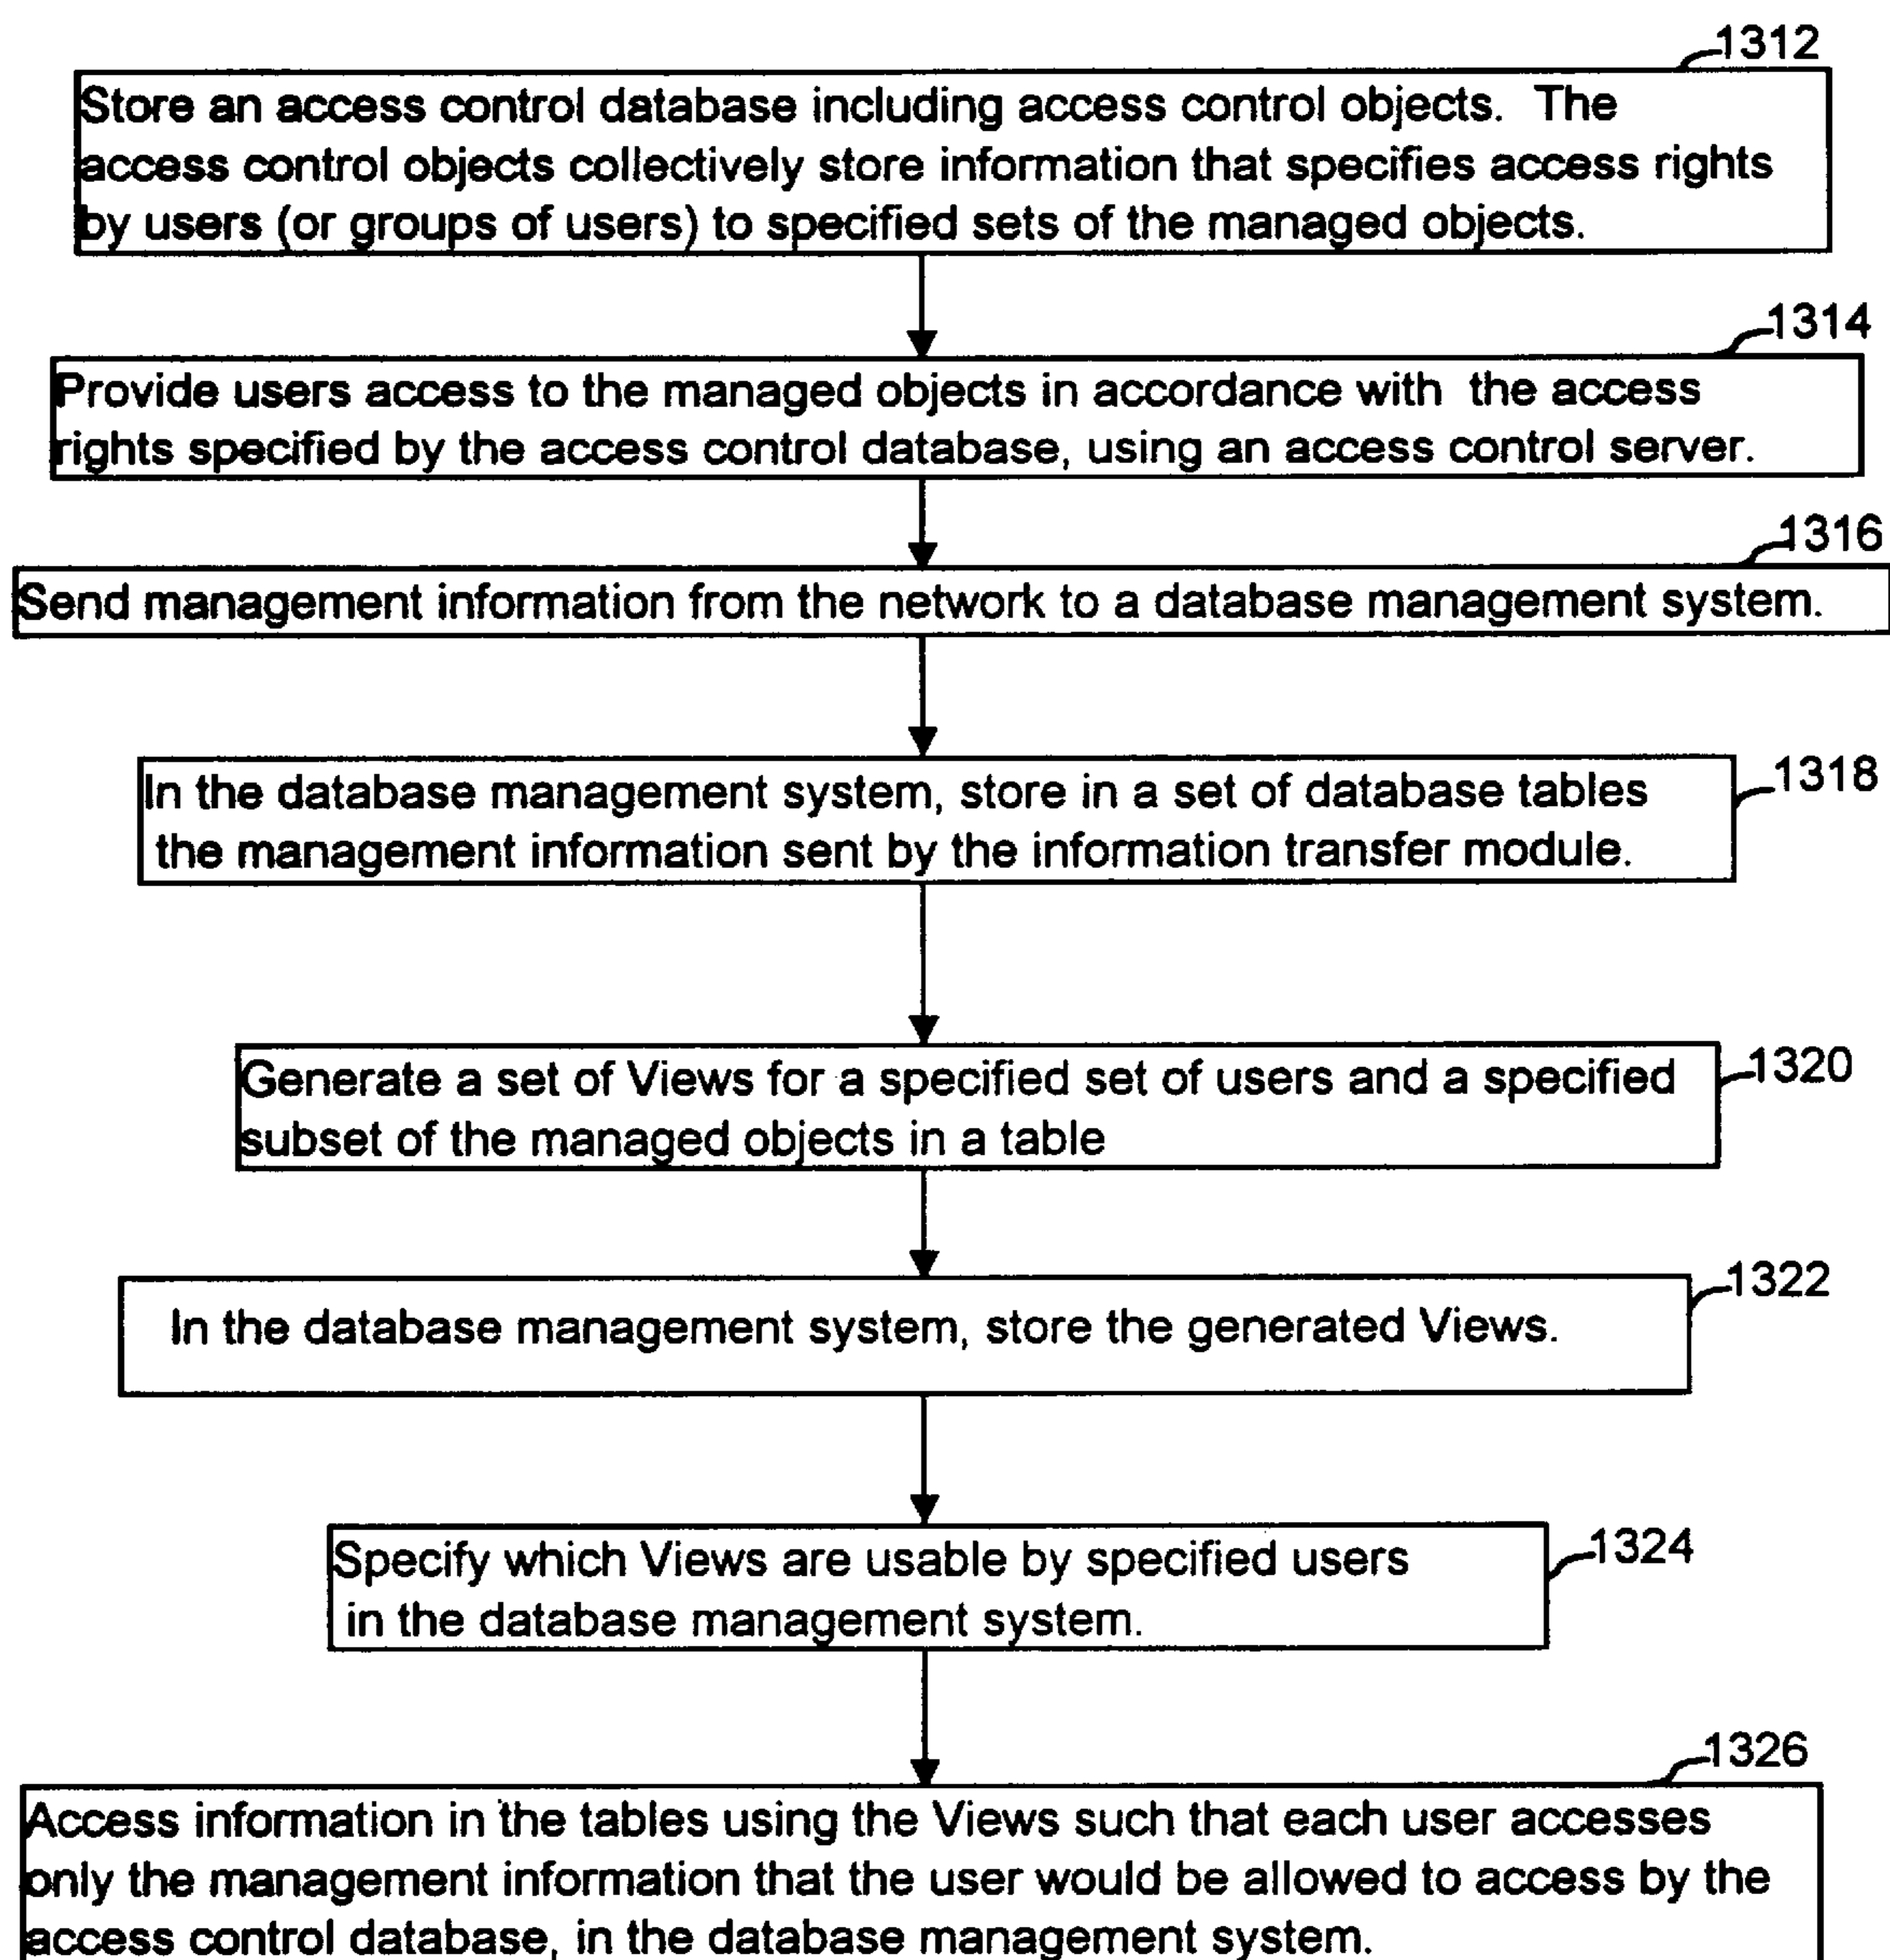 1312
Store an access control database including access control objects. The
access control objects collectively store information that specifies access rights
by users (or groups of users) to specified sets of the managed objects.
1314
Provide users access to the managed objects in accordance with the access
rights specified by the access control database, using an access control server.
1316
Send management information from the network to a database management system.
1318
In the database management system, store in a set of database tables
the management information sent by the information transfer module.
1320
Generate a set of Views for a specified set of users and a specified
subset of the managed objects in a table
1322
In the database management system, store the generated Views.
1324
Specify which Views are usable by specified users
in the database management system.
1326
Access information in the tables using the Views such that each user accesses
only the management information that the user would be allowed to access by the
access control database, in the database management system.